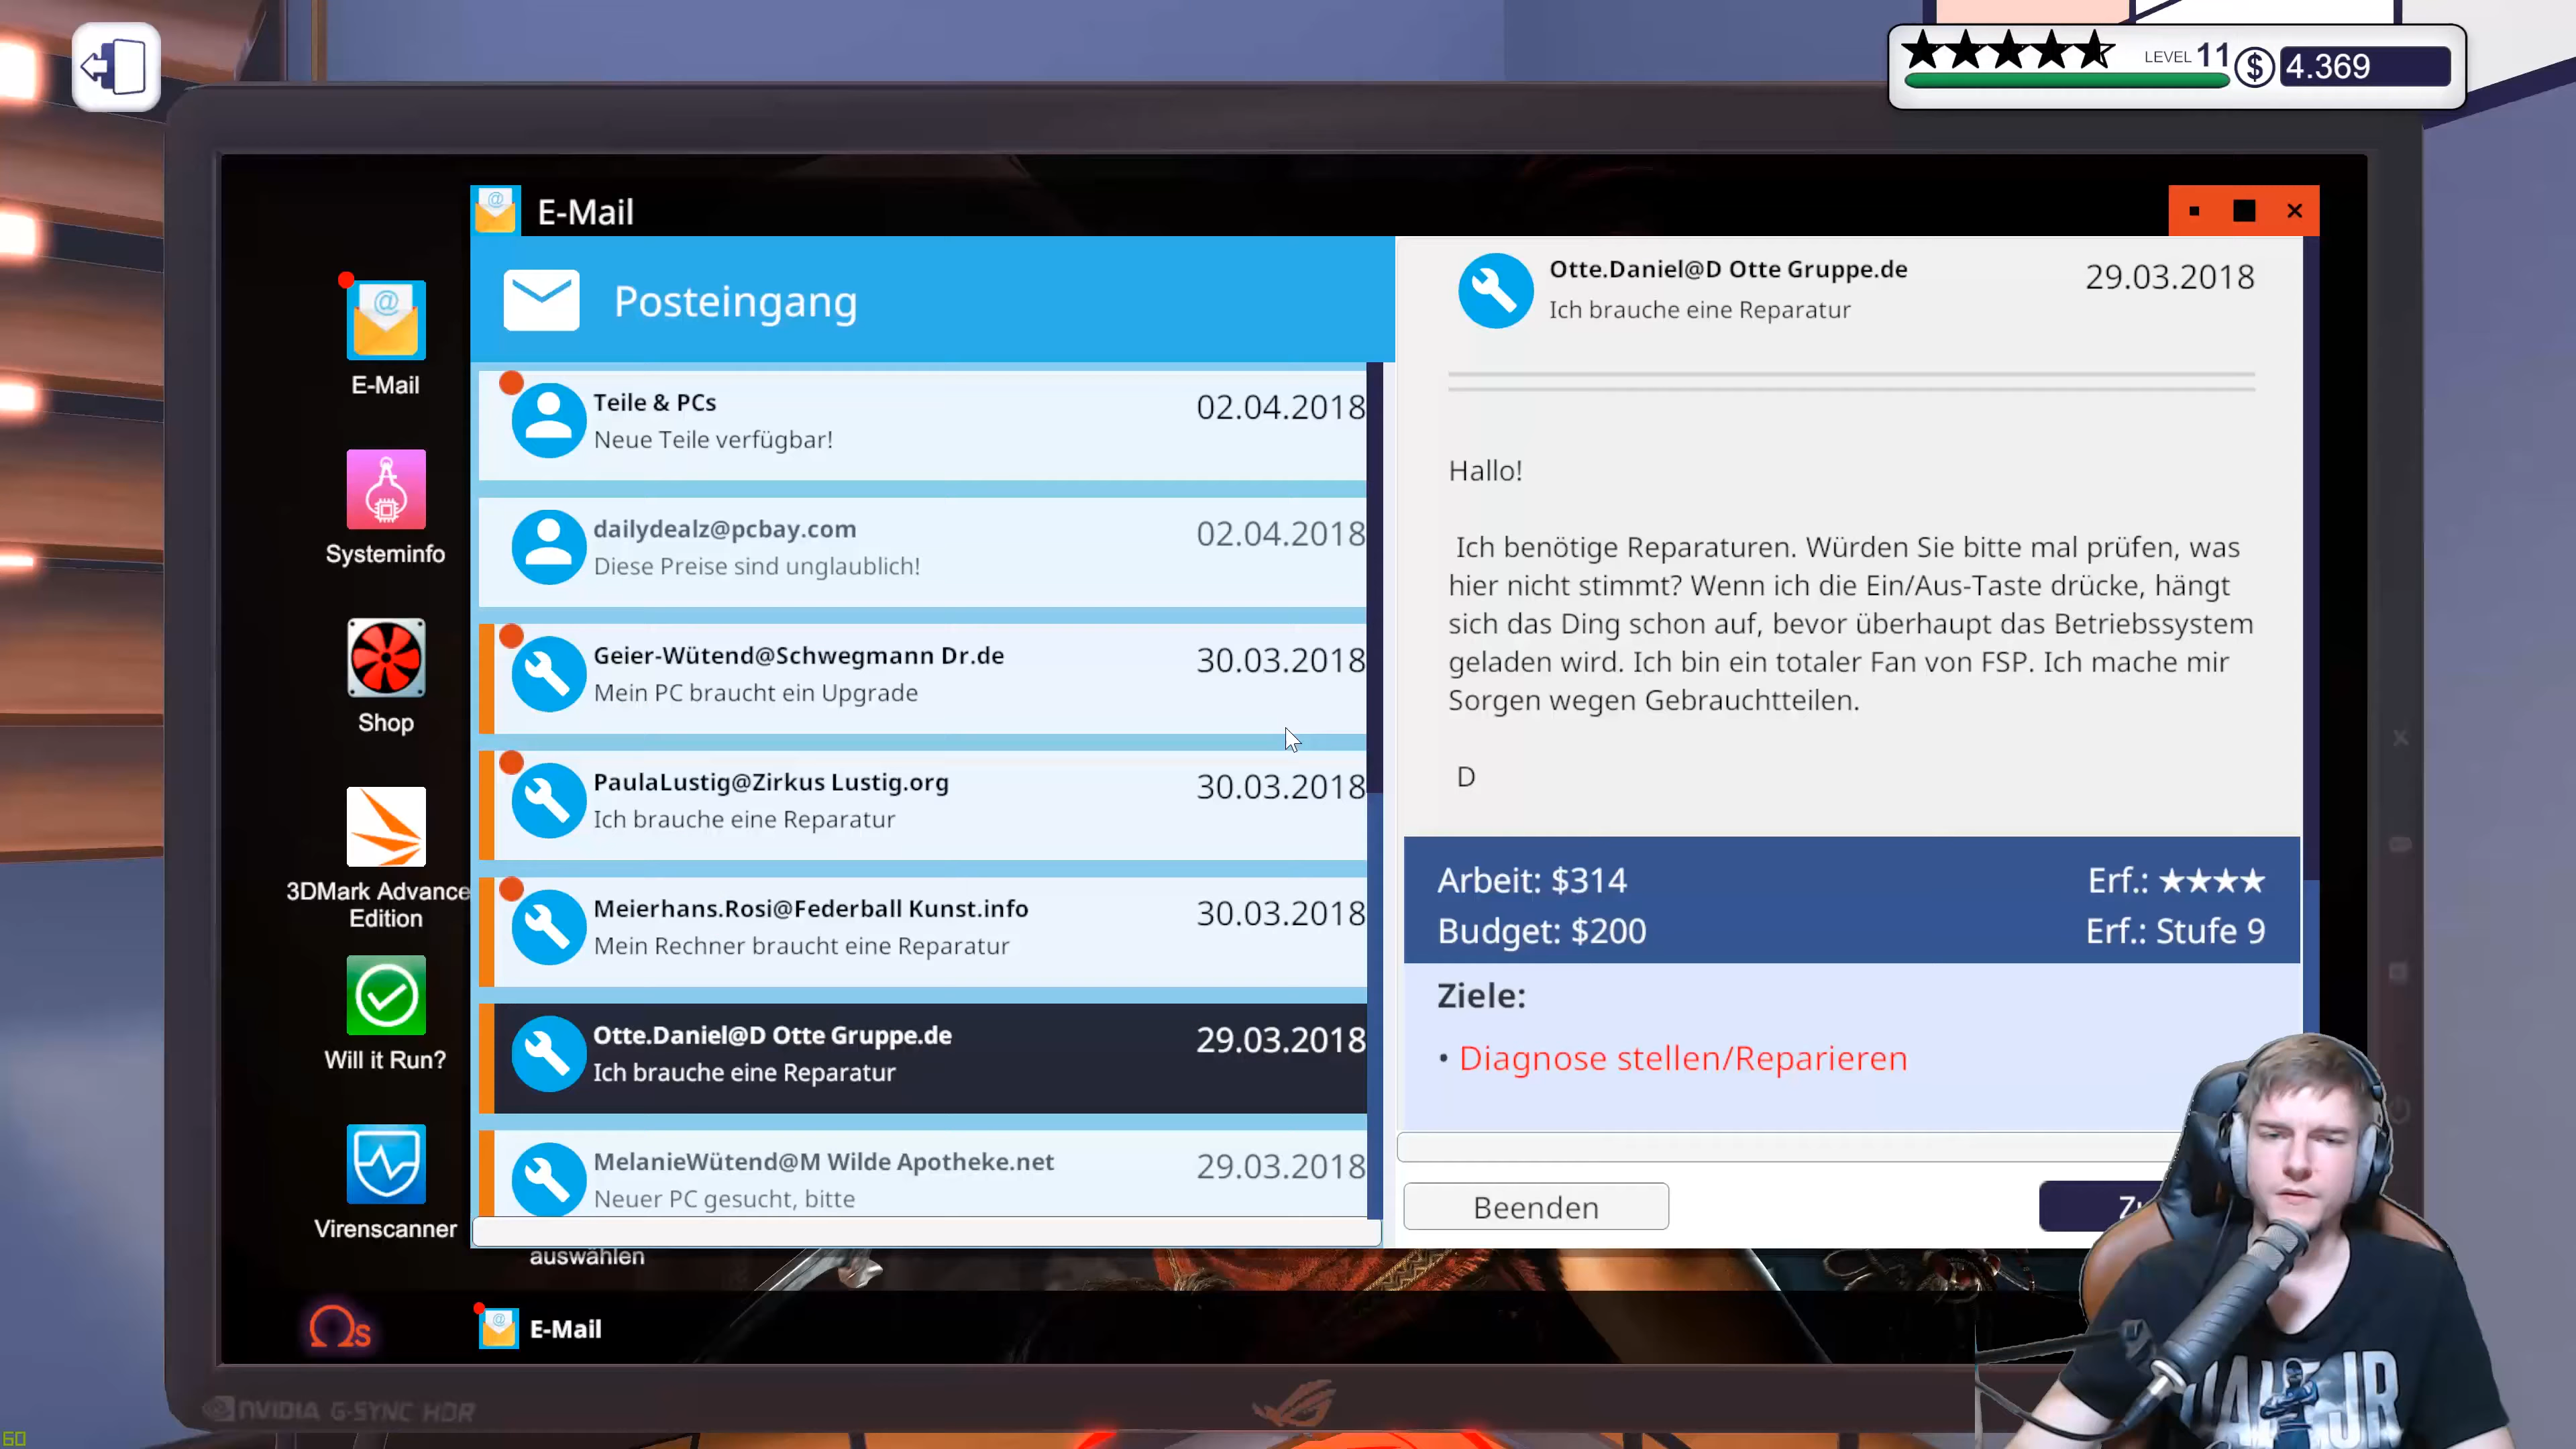 LEVEL 11 $ 4.369
E-Mail
Posteingang
Teile & PCs
02.04.2018
Neue Teile verfügbar!
dailydealz@pcbay.com
02.04.2018
Diese Preise sind unglaublich!
Geier-Wütend@Schwegmann Dr.de
30.03.2018
Mein PC braucht ein Upgrade
PaulaLustig@Zirkus Lustig.org
30.03.2018
Ich brauche eine Reparatur
Meierhans.Rosi@Federball Kunst.info
30.03.2018
Mein Rechner braucht eine Reparatur
Otte.Daniel@D Otte Gruppe.de
29.03.2018
Ich brauche eine Reparatur
MelanieWütend@M Wilde Apotheke.net
29.03.2018
Neuer PC gesucht, bitte
auswählen
E-Mail
Systeminfo
Shop
3DMark Advance
Edition
Will it Run?
Virenscanner
Otte.Daniel@D Otte Gruppe.de
29.03.2018
Ich brauche eine Reparatur
Hallo!
Ich benötige Reparaturen. Würden Sie bitte mal prüfen, was
hier nicht stimmt? Wenn ich die Ein/Aus-Taste drücke, hängt
sich das Ding schon auf, bevor überhaupt das Betriebssystem
geladen wird. Ich bin ein totaler Fan von FSP. Ich mache mir
Sorgen wegen Gebrauchtteilen.
D
Arbeit: $314
Erf.: ★★★★
Budget: $200
Erf.: Stufe 9
Ziele:
• Diagnose stellen/Reparieren
Beenden
Ωs
E-Mail
NVIDIA G-SYNC HDR
60